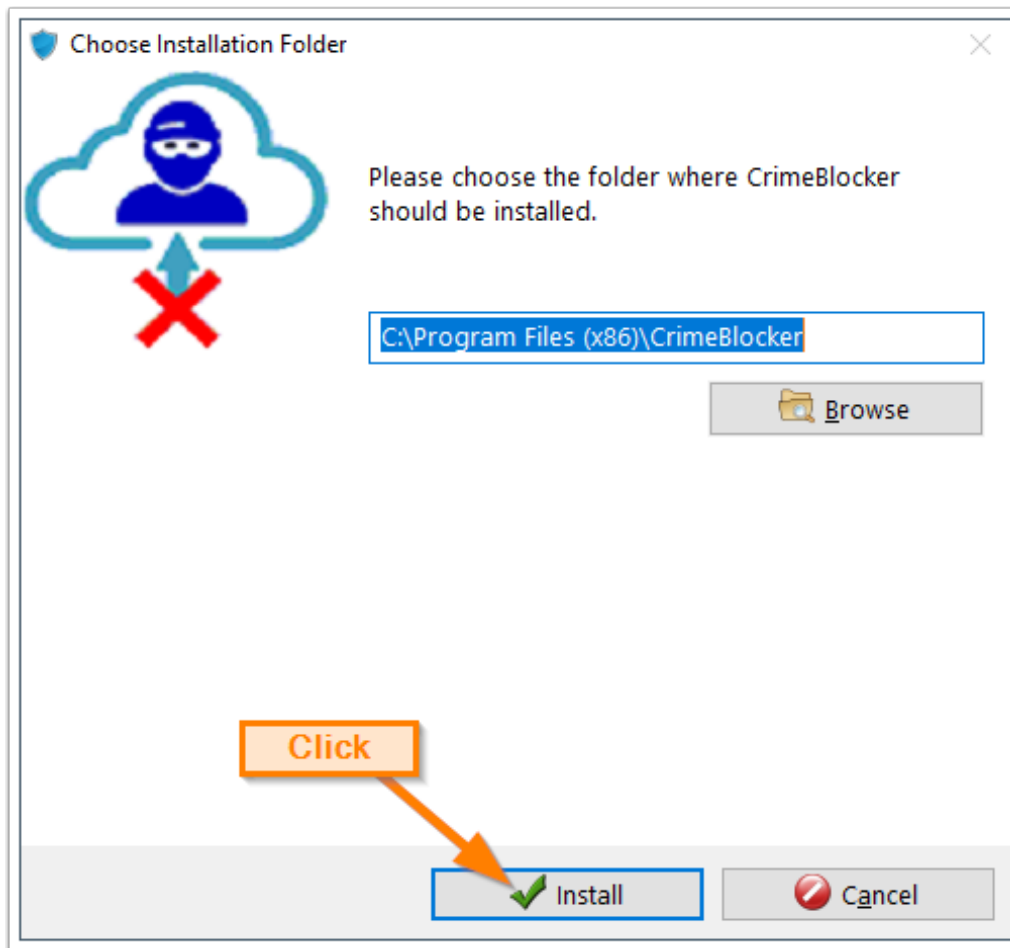 Choose Installation Folder
Please choose the folder where CrimeBlocker
should be installed.
C:\Program Files (x86)\CrimeBlocker
Browse
Click
Install
Cancel